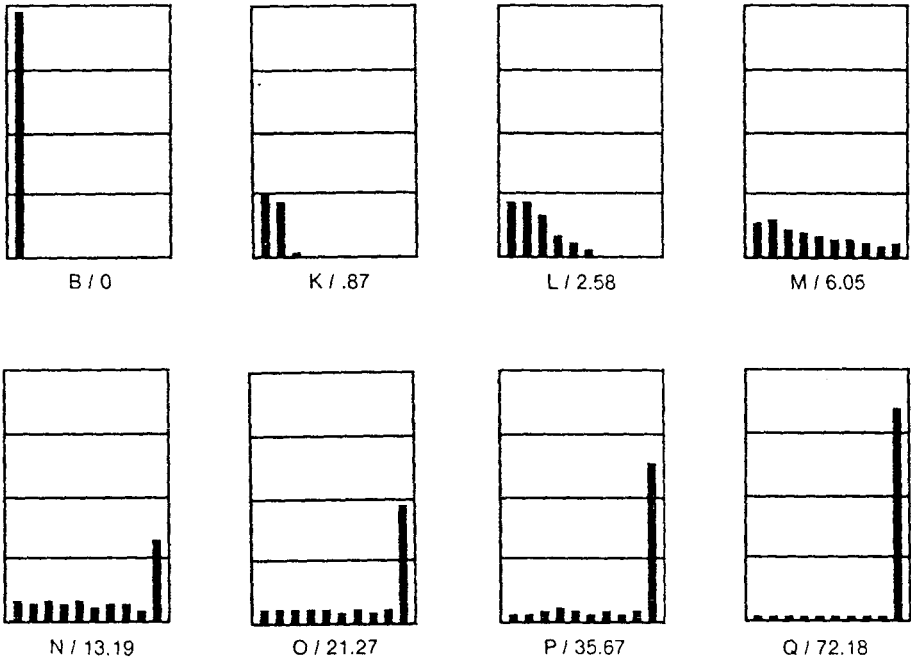 B / 0
K / .87
L / 2.58
M / 6.05
N / 13.19
O / 21.27
P / 35.67
Q / 72.18